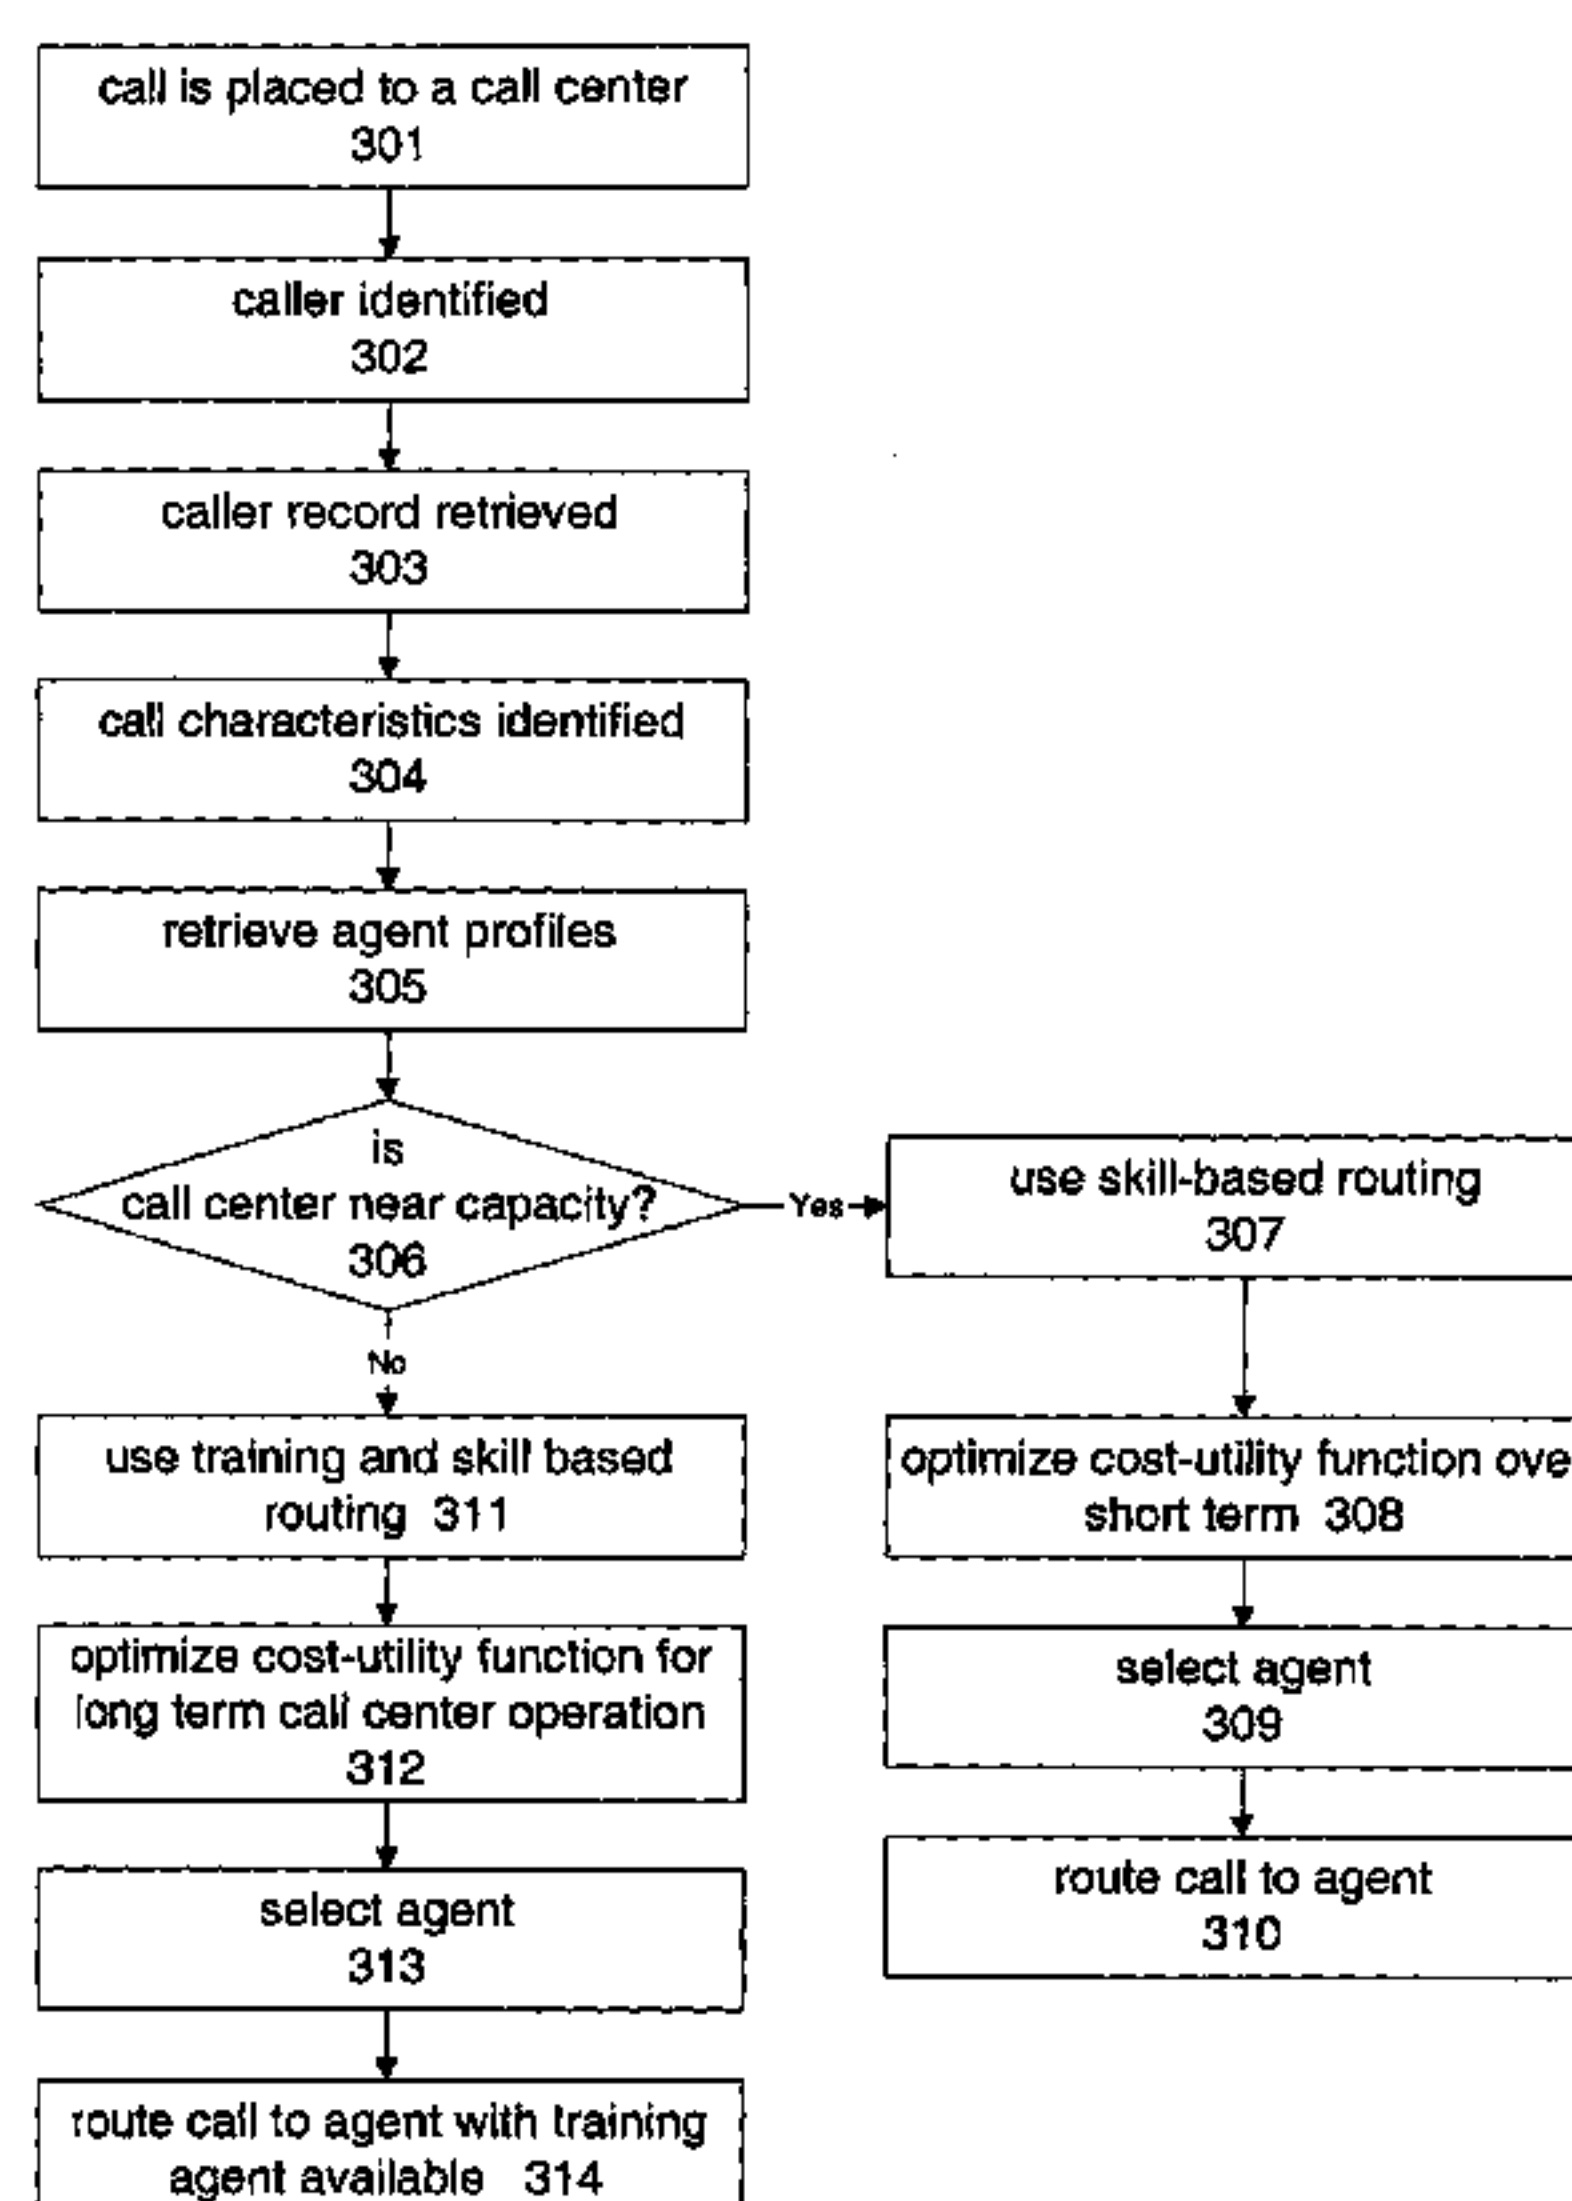 call is placed to a call center
301
caller identified
302
caller record retrieved
303
call characteristics identified
304
retrieve agent profiles
305
is
call center near capacity?
306
Yes
use skill-based routing
307
optimize cost-utility function ove
short term 308
select agent
309
route call to agent
310
No
use training and skill based
routing 311
optimize cost-utility function for
long term call center operation
312
select agent
313
route call to agent with training
agent available 314